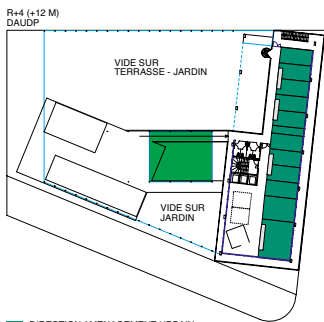 R+4 (+12 M)
DAUDP
VIDE SUR
TERRASSE - JARDIN
VIDE SUR
JARDIN